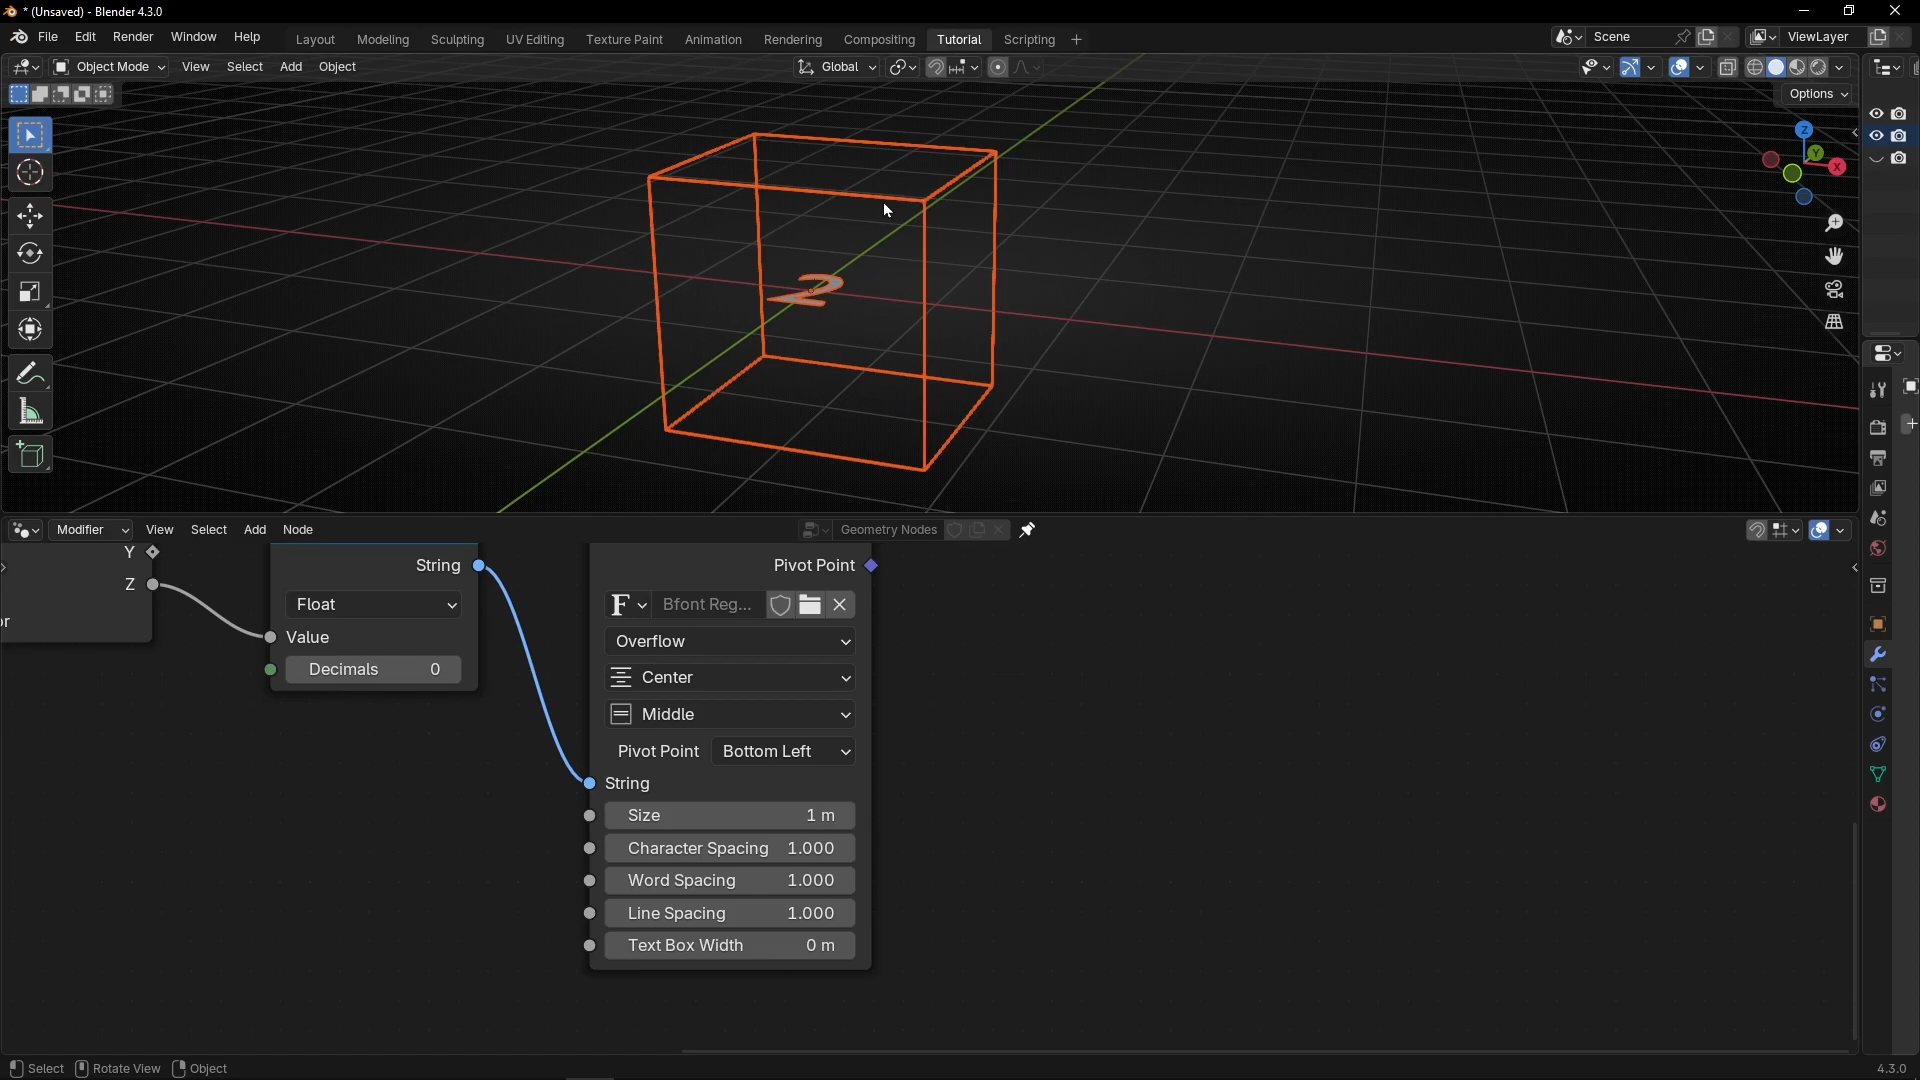 * (Unsaved) - Blender 4.3.0
File Edit Render Window Help Layout Modeling Sculpting UV Editing Texture Paint Animation Rendering Compositing Tutorial Scripting + Scene ViewLayer
Object Mode View Select Add Object Global
Options
Z
Y
X
2
Modifier View Select Add Node Geometry Nodes
Y
Z
or
String
Float
Value
Decimals 0
Pivot Point
F Bfont Reg...
Overflow
Center
Middle
Pivot Point Bottom Left
String
Size 1 m
Character Spacing 1.000
Word Spacing 1.000
Line Spacing 1.000
Text Box Width 0 m
Select Rotate View Object 4.3.0